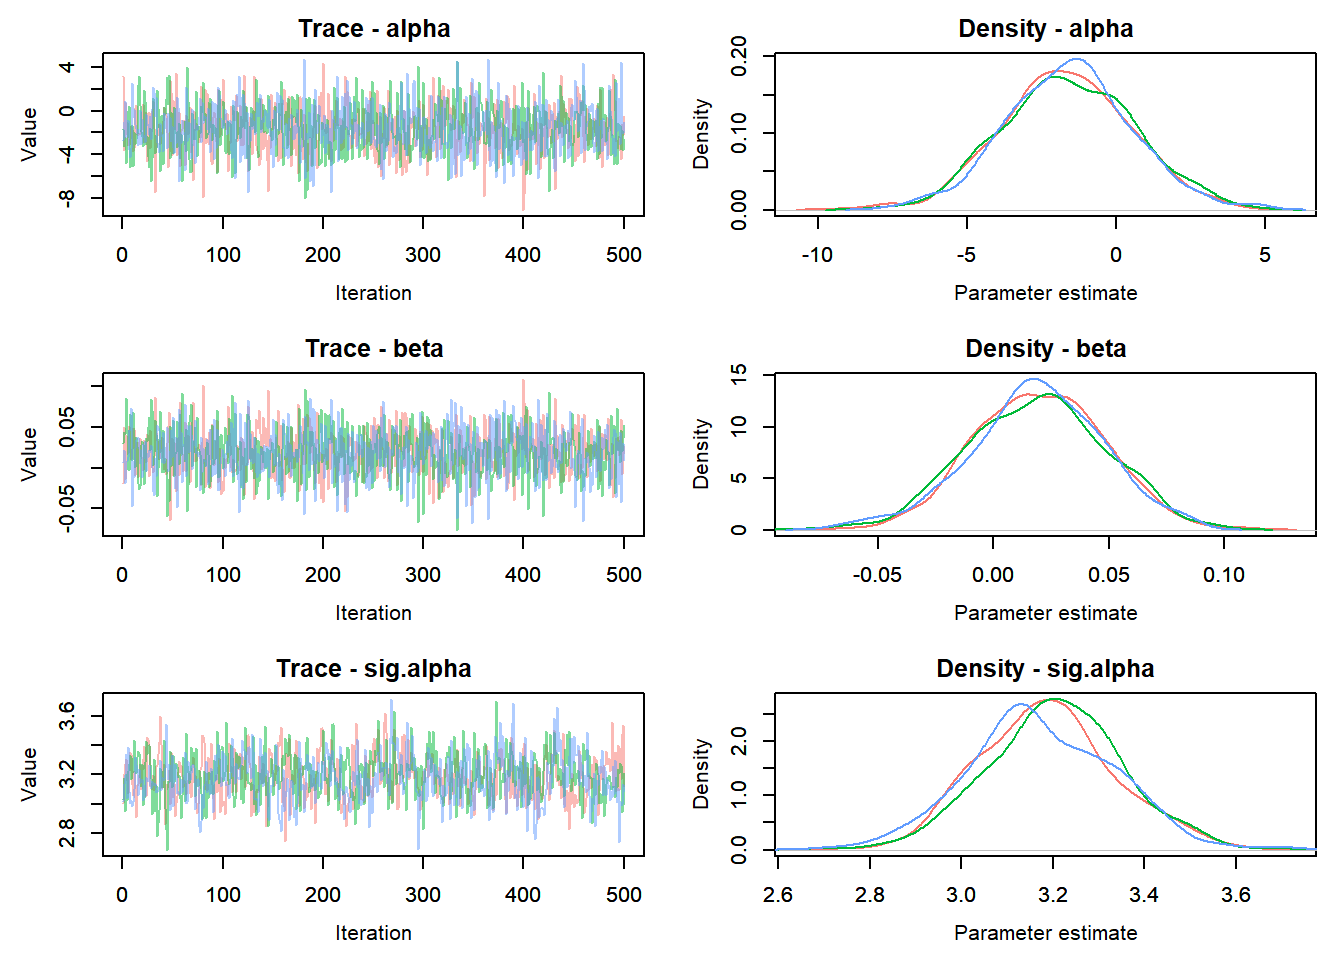 Trace - alpha
Value
4
0
-4
-8
0 100 200 300 400 500
Iteration
Density - alpha
Density
0.20
0.10
0.00
-10 -5 0 5
Parameter estimate
Trace - beta
Value
0.05
-0.05
0 100 200 300 400 500
Iteration
Density - beta
Density
15
10
5
0
-0.05 0.00 0.05 0.10
Parameter estimate
Trace - sig.alpha
Value
3.6
3.2
2.8
0 100 200 300 400 500
Iteration
Density - sig.alpha
Density
2.0
1.0
0.0
2.6 2.8 3.0 3.2 3.4 3.6
Parameter estimate